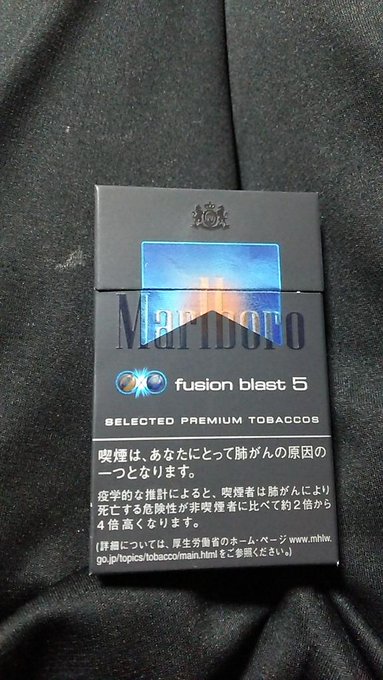 Marlboro
fusion blast 5
SELECTED PREMIUM TOBACCOS
喫煙は、あなたにとって肺がんの原因の
一つとなります。
疫学的な推計によると、喫煙者は肺がんにより
死亡する危険性が非喫煙者に比べて約2倍から
4倍高くなります。
(詳細については、厚生労働省のホーム・ページ www.mhlw.
go.jp/topics/tobacco/main.html をご参照ください。)